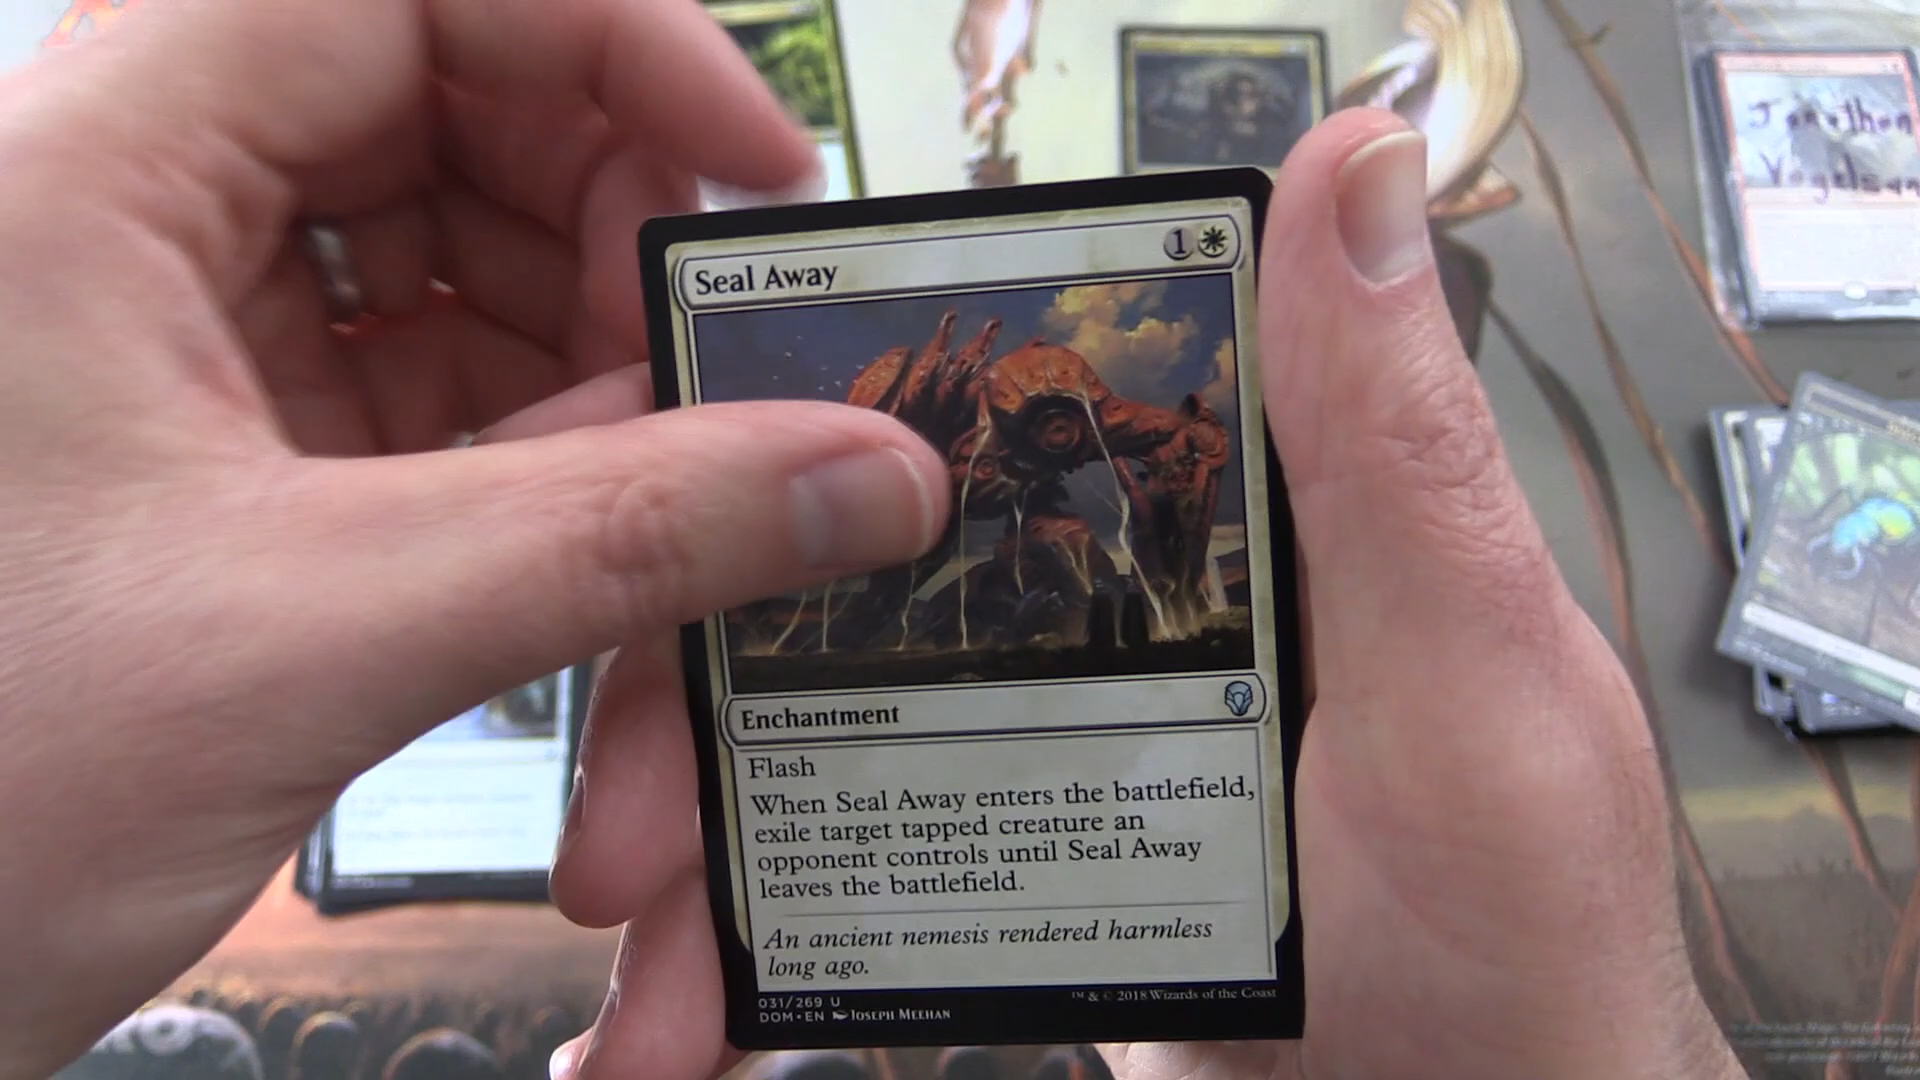 Seal Away
1
Enchantment
Flash
When Seal Away enters the battlefield,
exile target tapped creature an
opponent controls until Seal Away
leaves the battlefield.
An ancient nemesis rendered harmless
long ago.
031/269 U
™ & © 2018 Wizards of the Coast
DOM • EN Joseph Meehan
Jonathon